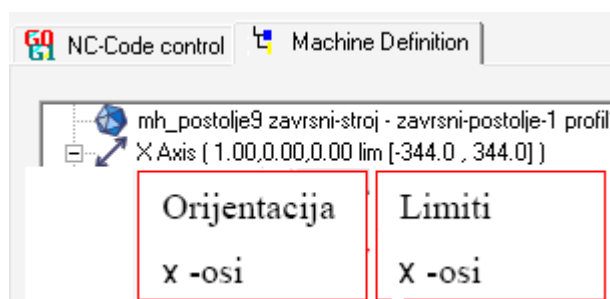 NC-Code control Machine Definition
mh_postolje9 zavrsni-stroj - zavrsni-postolje-1 profil
X Axis ( 1.00,0.00,0.00 lim [-344.0 , 344.0] )
Orijentacija
x -osi
Limiti
x -osi